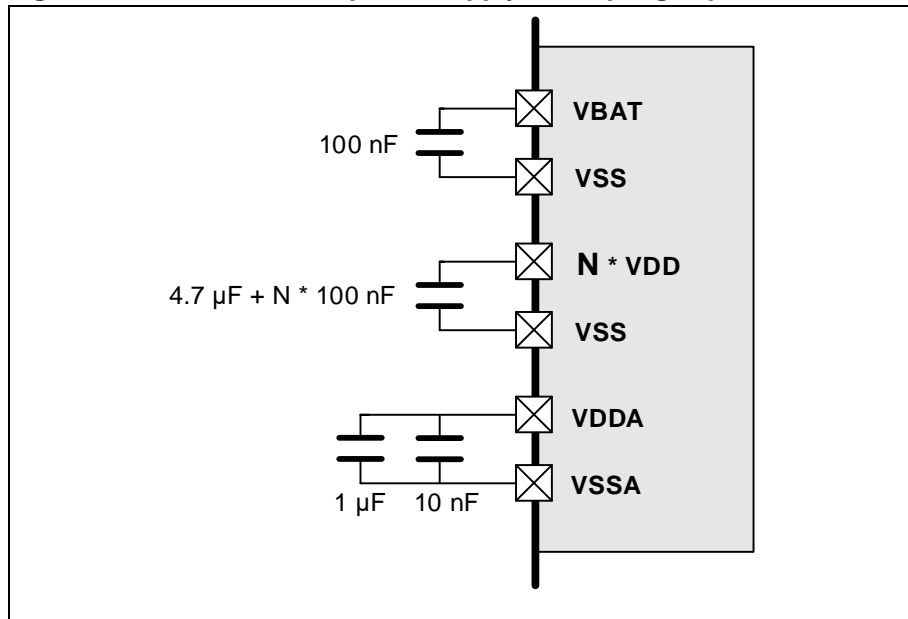 100 nF
VBAT
VSS
4.7 µF + N * 100 nF
N * VDD
VSS
VDDA
VSSA
1 µF 10 nF